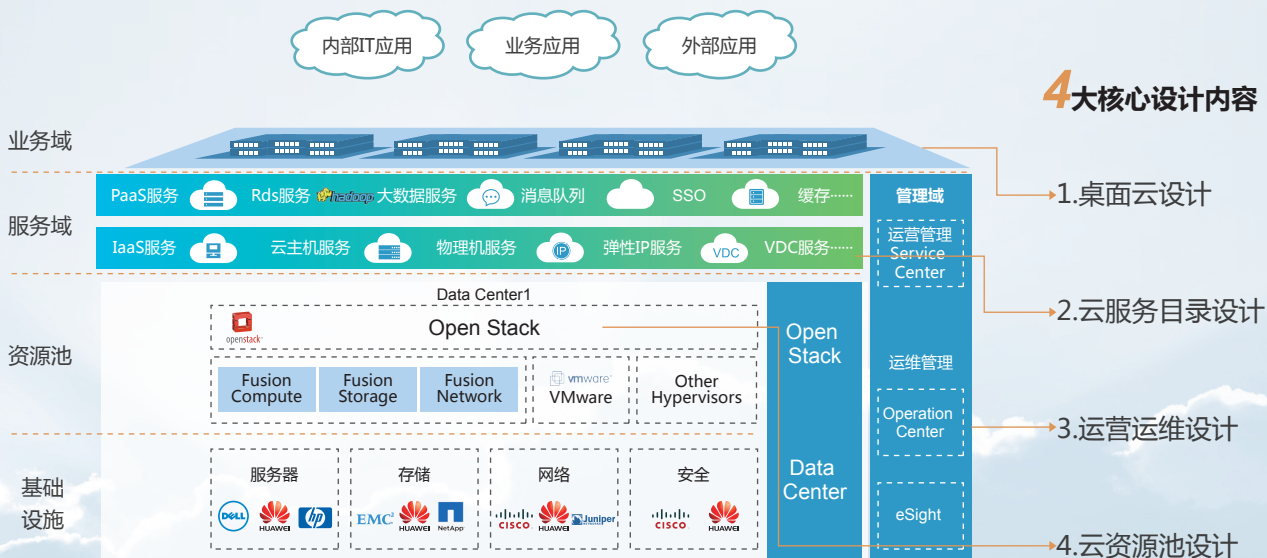 内部IT应用
业务应用
外部应用
4大核心设计内容
业务域
1.桌面云设计
服务域
PaaS服务
Rds服务
hadoop
大数据服务
消息队列
SSO
缓存······
IaaS服务
云主机服务
物理机服务
IP
弹性IP服务
VDC
VDC服务······
管理域
运营管理
Service
Center
2.云服务目录设计
资源池
Data Center1
openstack
Open Stack
Fusion
Compute
Fusion
Storage
Fusion
Network
vmware
VMware
Other
Hypervisors
Open
Stack
Data
Center
运维管理
Operation
Center
eSight
3.运营运维设计
基础
设施
服务器
DELL
HUAWEI
hp
存储
EMC²
HUAWEI
NetApp
网络
CISCO
HUAWEI
Juniper
安全
CISCO
HUAWEI
4.云资源池设计